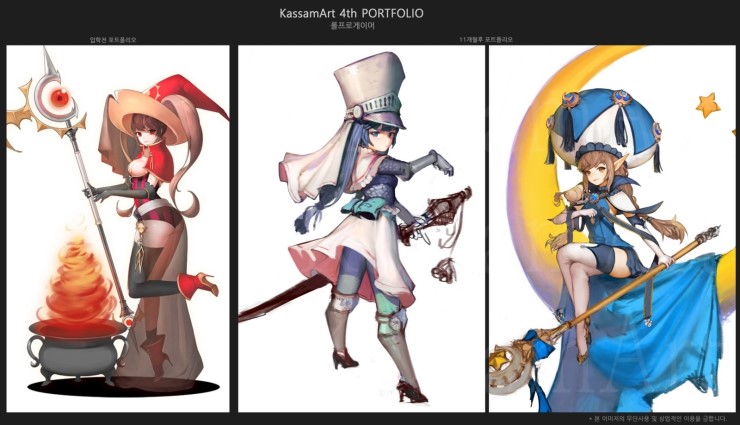 KassamArt 4th PORTFOLIO
롤프로게이머
입학전 포트폴리오
11개월후 포트폴리오
* 본 이미지의 무단사용 및 상업적인 이용을 금합니다.